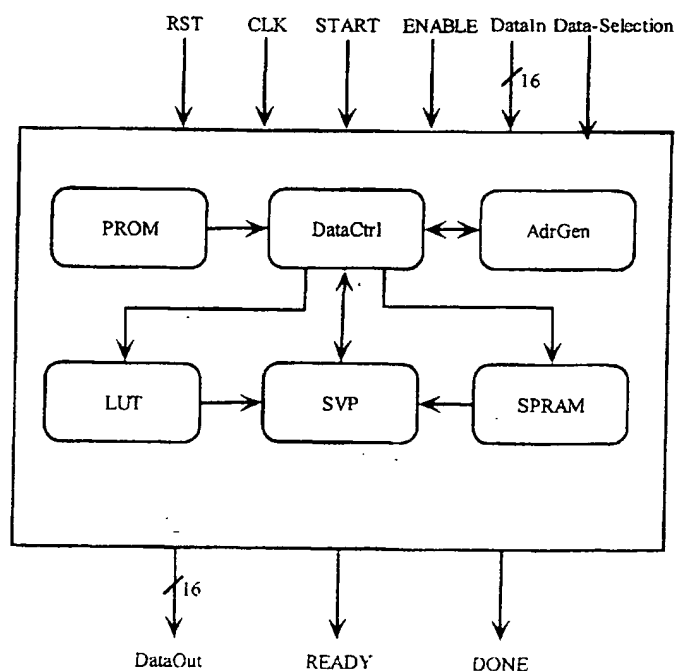 RST CLK START ENABLE DataIn Data-Selection
16
PROM DataCtrl AdrGen
LUT SVP SPRAM
16
DataOut READY DONE